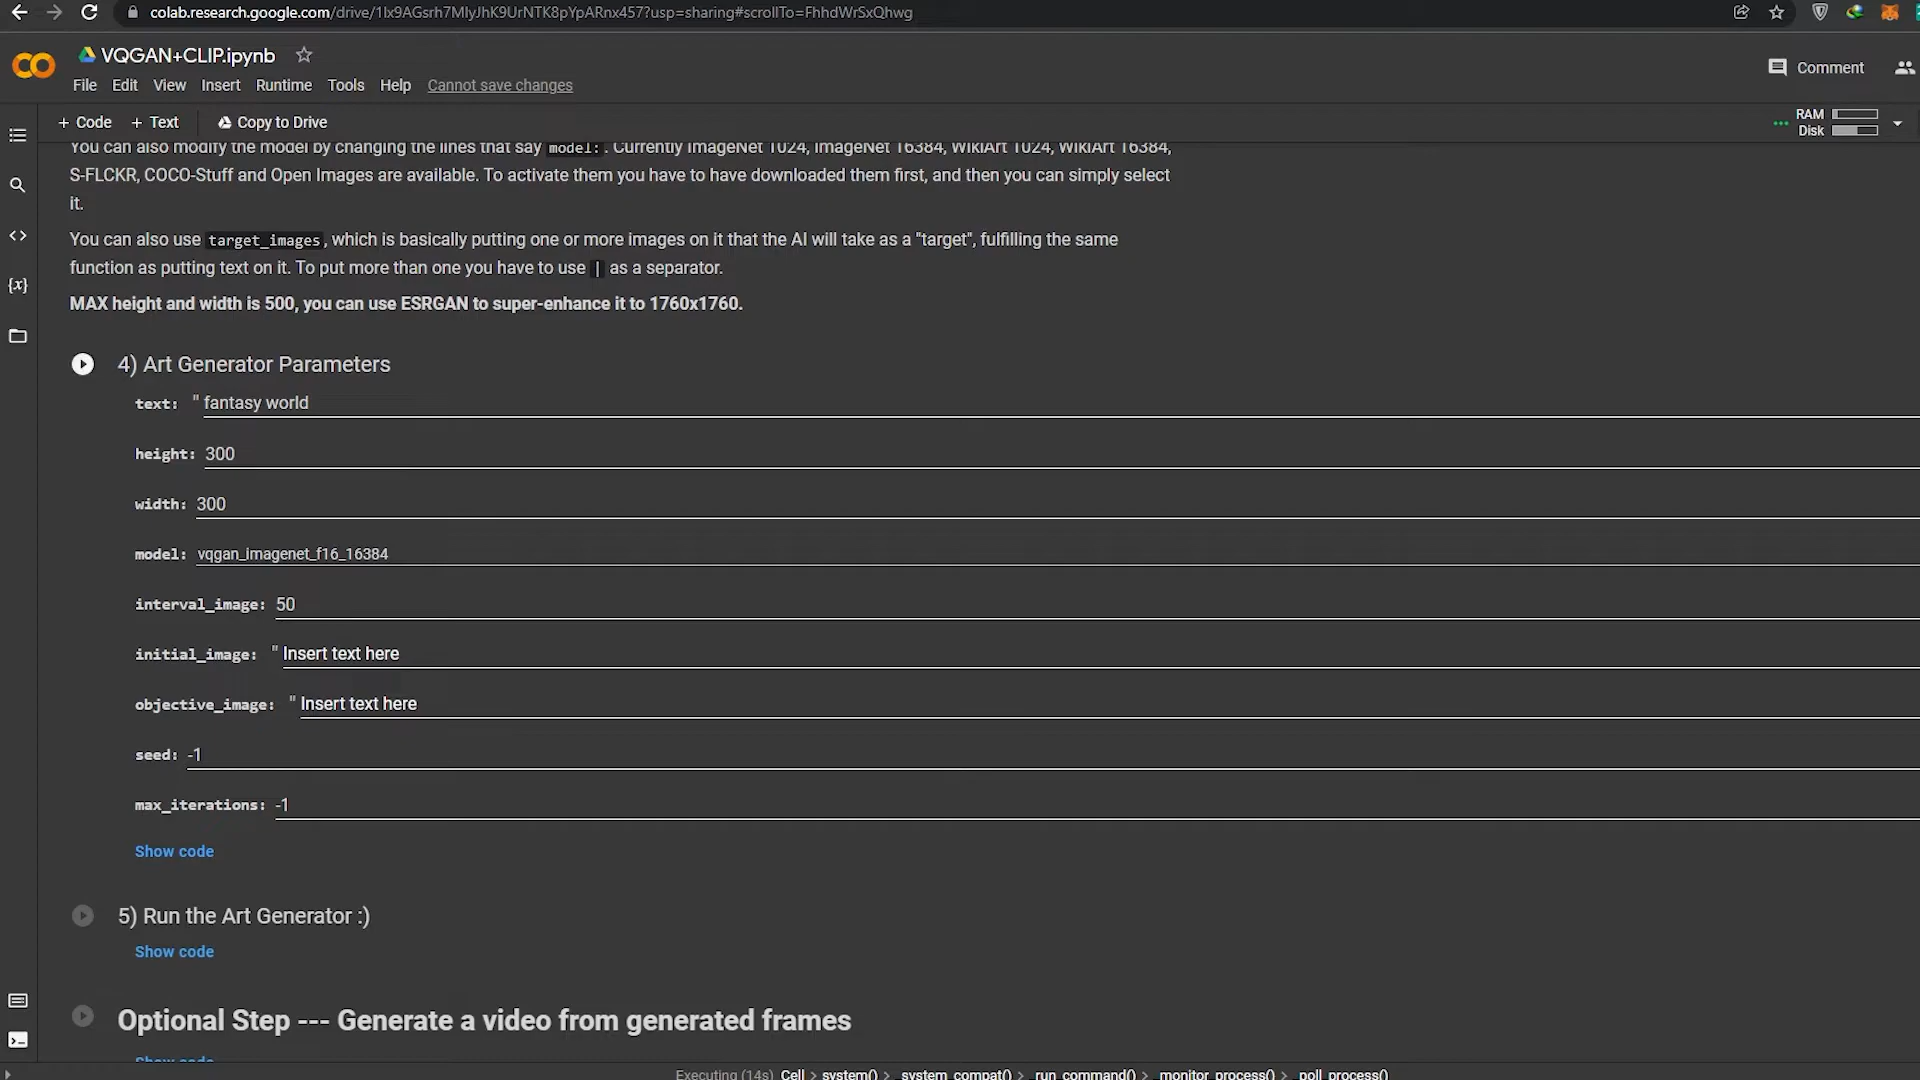 colab.research.google.com/drive/1lx9AGsrh7MlyJhK9UrNTK8pYpARnx457?usp=sharing#scrollTo=FhhdWrSxQhwg
VQGAN+CLIP.ipynb
Comment
File Edit View Insert Runtime Tools Help Cannot save changes
+ Code + Text Copy to Drive
RAM
Disk
You can also modify the model by changing the lines that say model: . Currently ImageNet 1024, ImageNet 16384, WikiArt 1024, WikiArt 16384,
S-FLCKR, COCO-Stuff and Open Images are available. To activate them you have to have downloaded them first, and then you can simply select
it.
You can also use target_images, which is basically putting one or more images on it that the AI will take as a "target", fulfilling the same
function as putting text on it. To put more than one you have to use | as a separator.
MAX height and width is 500, you can use ESRGAN to super-enhance it to 1760x1760.
4) Art Generator Parameters
text: " fantasy world
height: 300
width: 300
model: vqgan_imagenet_f16_16384
interval_image: 50
initial_image: " Insert text here
objective_image: " Insert text here
seed: -1
max_iterations: -1
Show code
5) Run the Art Generator :)
Show code
Optional Step --- Generate a video from generated frames
Show code
Executing (14s) Cell > system() > _system_compat() > _run_command() > _monitor_process() > _poll_process()